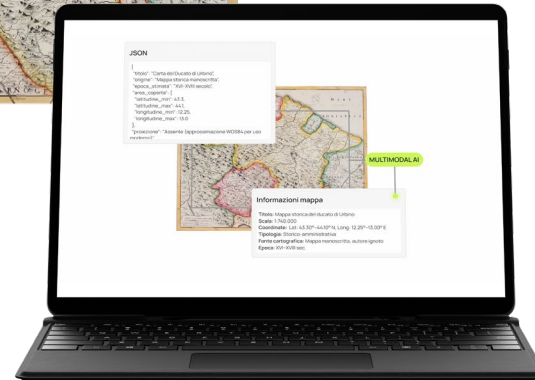 JSON
{
"titolo": "Carta del Ducato di Urbino",
"origine": "Mappa storica manoscritta",
"epoca_stimata": "XVI-XVIII secolo",
"area_coperta": {
"latitudine_min": 43.3,
"latitudine_max": 44.1,
"longitudine_min": 12.25,
"longitudine_max": 13.0
},
"proiezione": "Assente (approssimazione WGS84 per uso
MULTIMODAL AI
Informazioni mappa
Titolo: Mappa storica del ducato di Urbino
Scala: 1:740.000
Coordinate: Lat: 43.30°–44.10° N, Long: 12.25°–13.00° E
Tipologia: Storico-amministrativa
Fonte cartografica: Mappa manoscritta, autore ignoto
Epoca: XVI–XVIII sec.